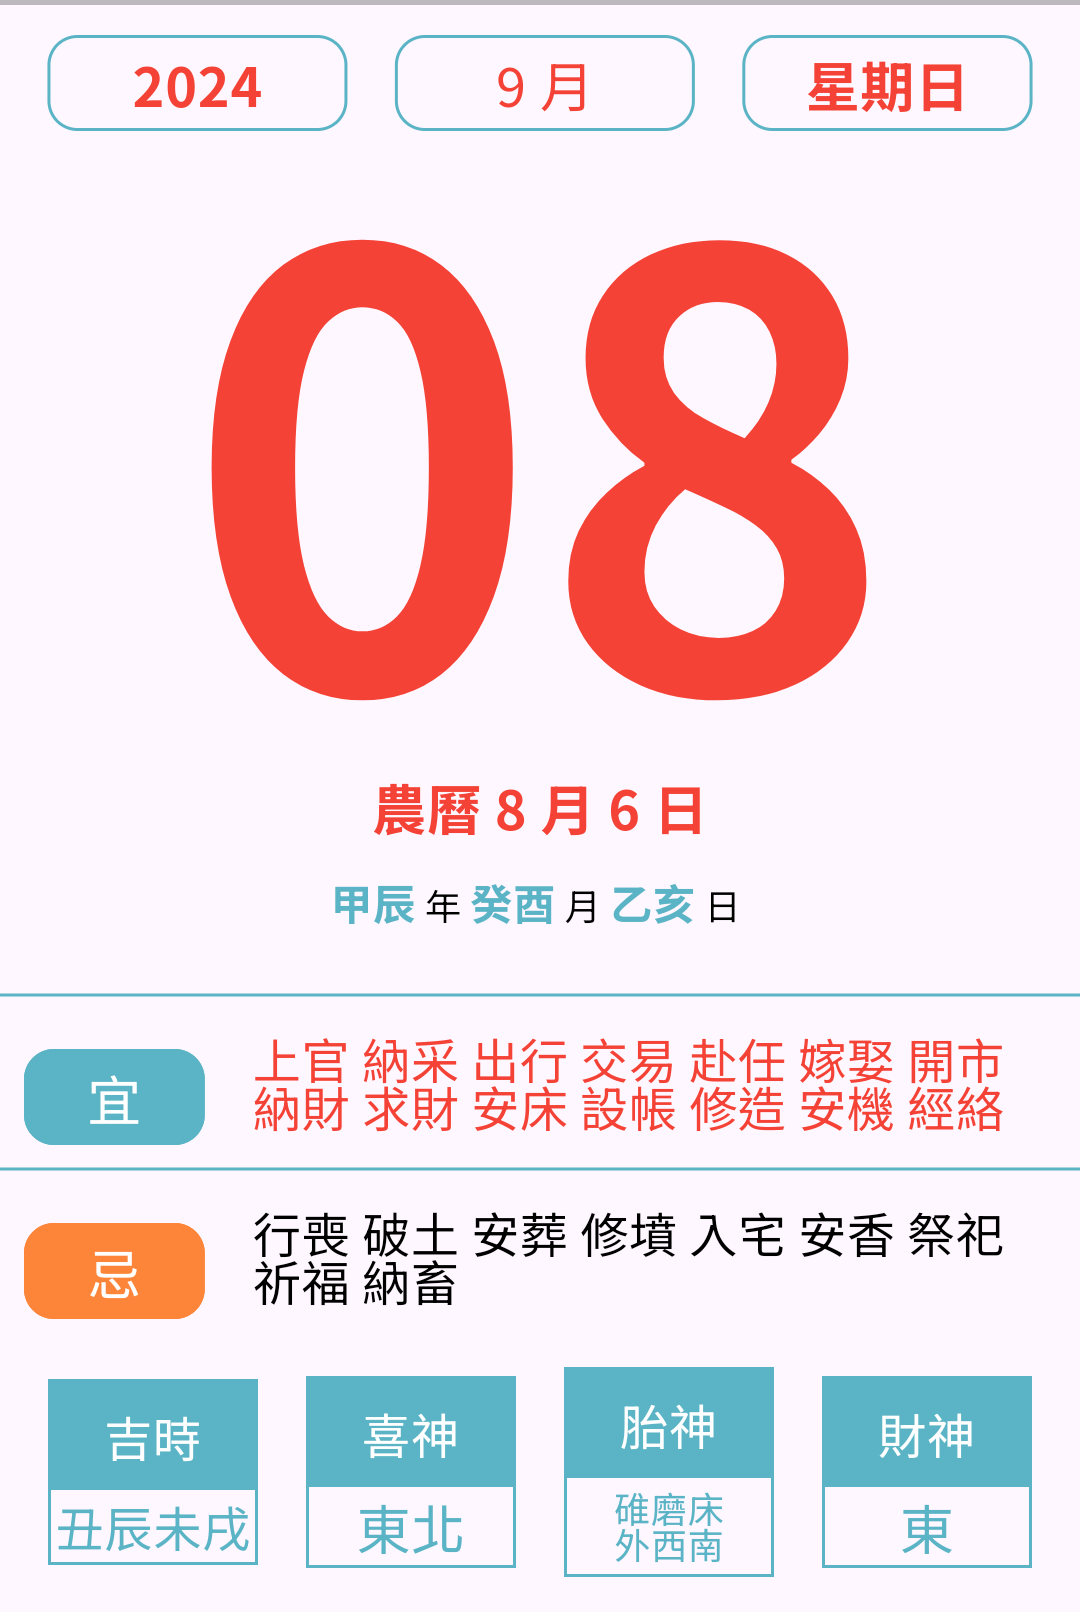 2024 9 月 星期日
08
農曆 8 月 6 日
甲辰 年 癸酉 月 乙亥 日
宜
上官 納采 出行 交易 赴任 嫁娶 開市
納財 求財 安床 設帳 修造 安機 經絡
忌
行喪 破土 安葬 修墳 入宅 安香 祭祀
祈福 納畜
吉時
丑辰未戌
喜神
東北
胎神
碓磨床
外西南
財神
東